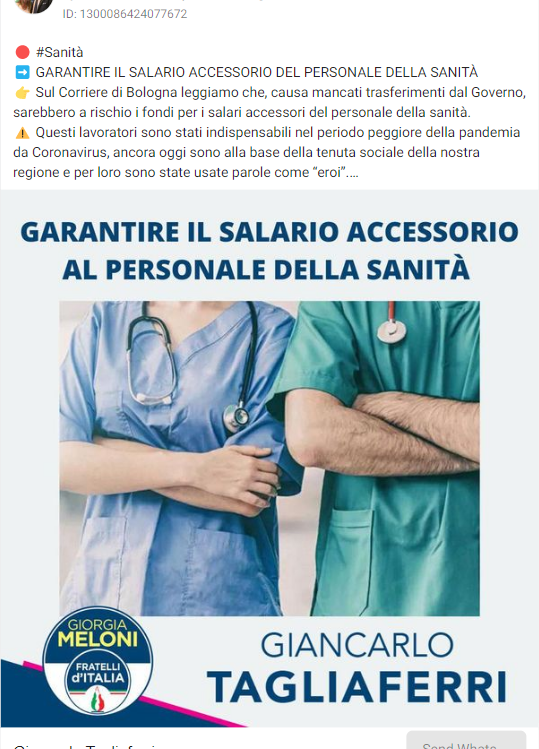 ID: 1300086424077672
🔴 #Sanità
➡️ GARANTIRE IL SALARIO ACCESSORIO DEL PERSONALE DELLA SANITÀ
👉 Sul Corriere di Bologna leggiamo che, causa mancati trasferimenti dal Governo,
sarebbero a rischio i fondi per i salari accessori del personale della sanità.
⚠️ Questi lavoratori sono stati indispensabili nel periodo peggiore della pandemia
da Coronavirus, ancora oggi sono alla base della tenuta sociale della nostra
regione e per loro sono state usate parole come “eroi”....
GARANTIRE IL SALARIO ACCESSORIO
AL PERSONALE DELLA SANITÀ
GIORGIA
MELONI
FRATELLI
d'ITALIA
GIANCARLO
TAGLIAFERRI
Giancarlo Tagliaferri
Send Whats